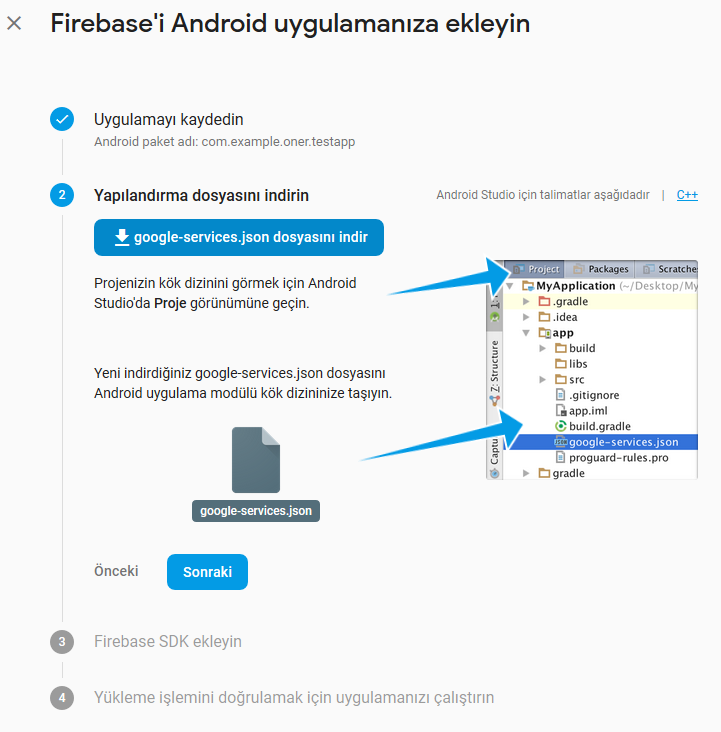 Firebase'i Android uygulamanıza ekleyin
Uygulamayı kaydedin
Android paket adı: com.example.oner.testapp
2
Yapılandırma dosyasını indirin
Android Studio için talimatlar aşağıdadır | C++
google-services.json dosyasını indir
Projenizin kök dizinini görmek için Android
Studio'da Proje görünümüne geçin.
Yeni indirdiğiniz google-services.json dosyasını
Android uygulama modülü kök dizininize taşıyın.
google-services.json
Project Packages Scratches
MyApplication (~/Desktop/My
.gradle
.idea
app
build
libs
src
.gitignore
app.iml
build.gradle
google-services.json
proguard-rules.pro
gradle
Z: Structure
Captu
Önceki
Sonraki
3
Firebase SDK ekleyin
4
Yükleme işlemini doğrulamak için uygulamanızı çalıştırın